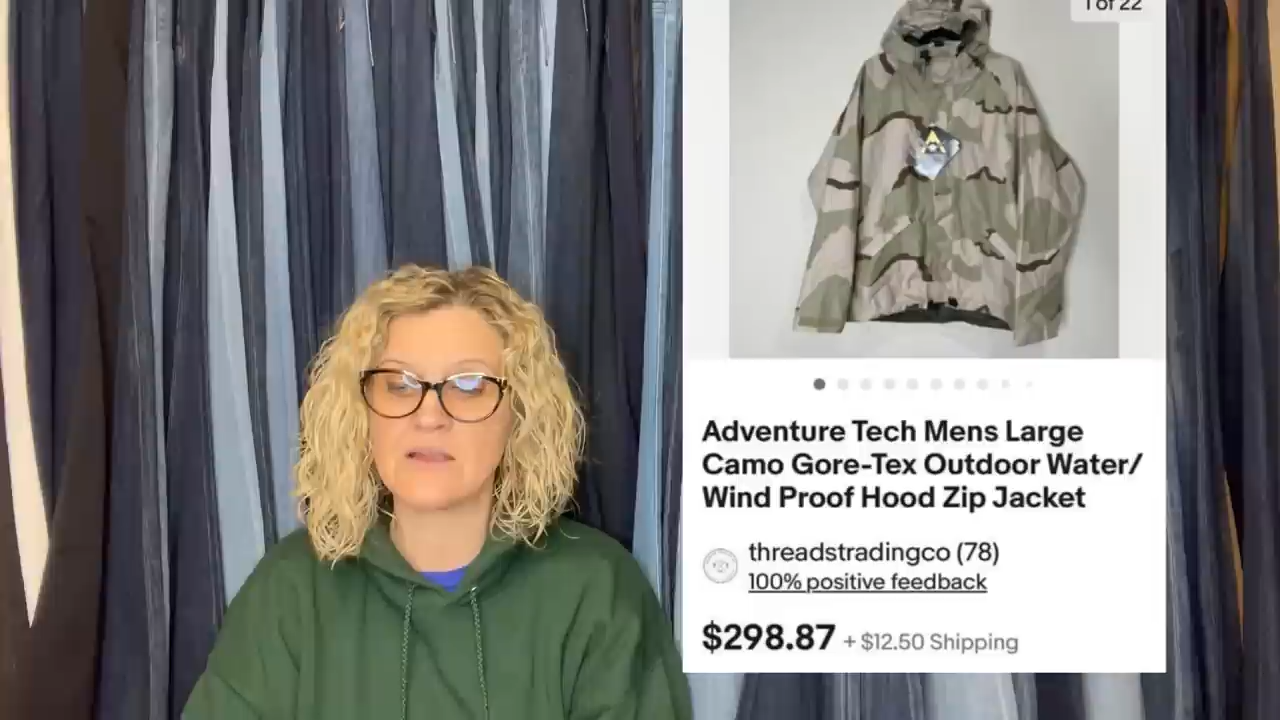 1 of 22
Adventure Tech Mens Large
Camo Gore-Tex Outdoor Water/
Wind Proof Hood Zip Jacket
threadstradingco (78)
100% positive feedback
$298.87 + $12.50 Shipping